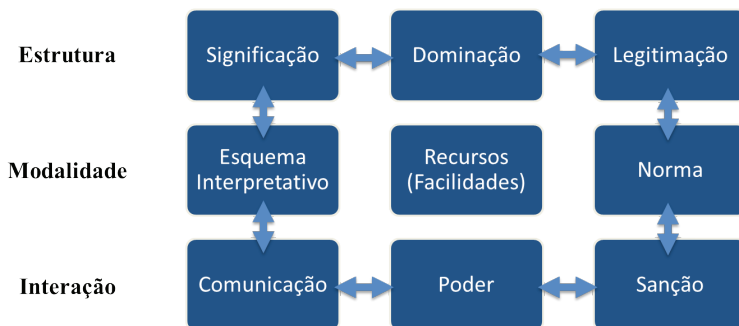 Estrutura
Significação
Dominação
Legitimação
Modalidade
Esquema
Interpretativo
Recursos
(Facilidades)
Norma
Interação
Comunicação
Poder
Sanção